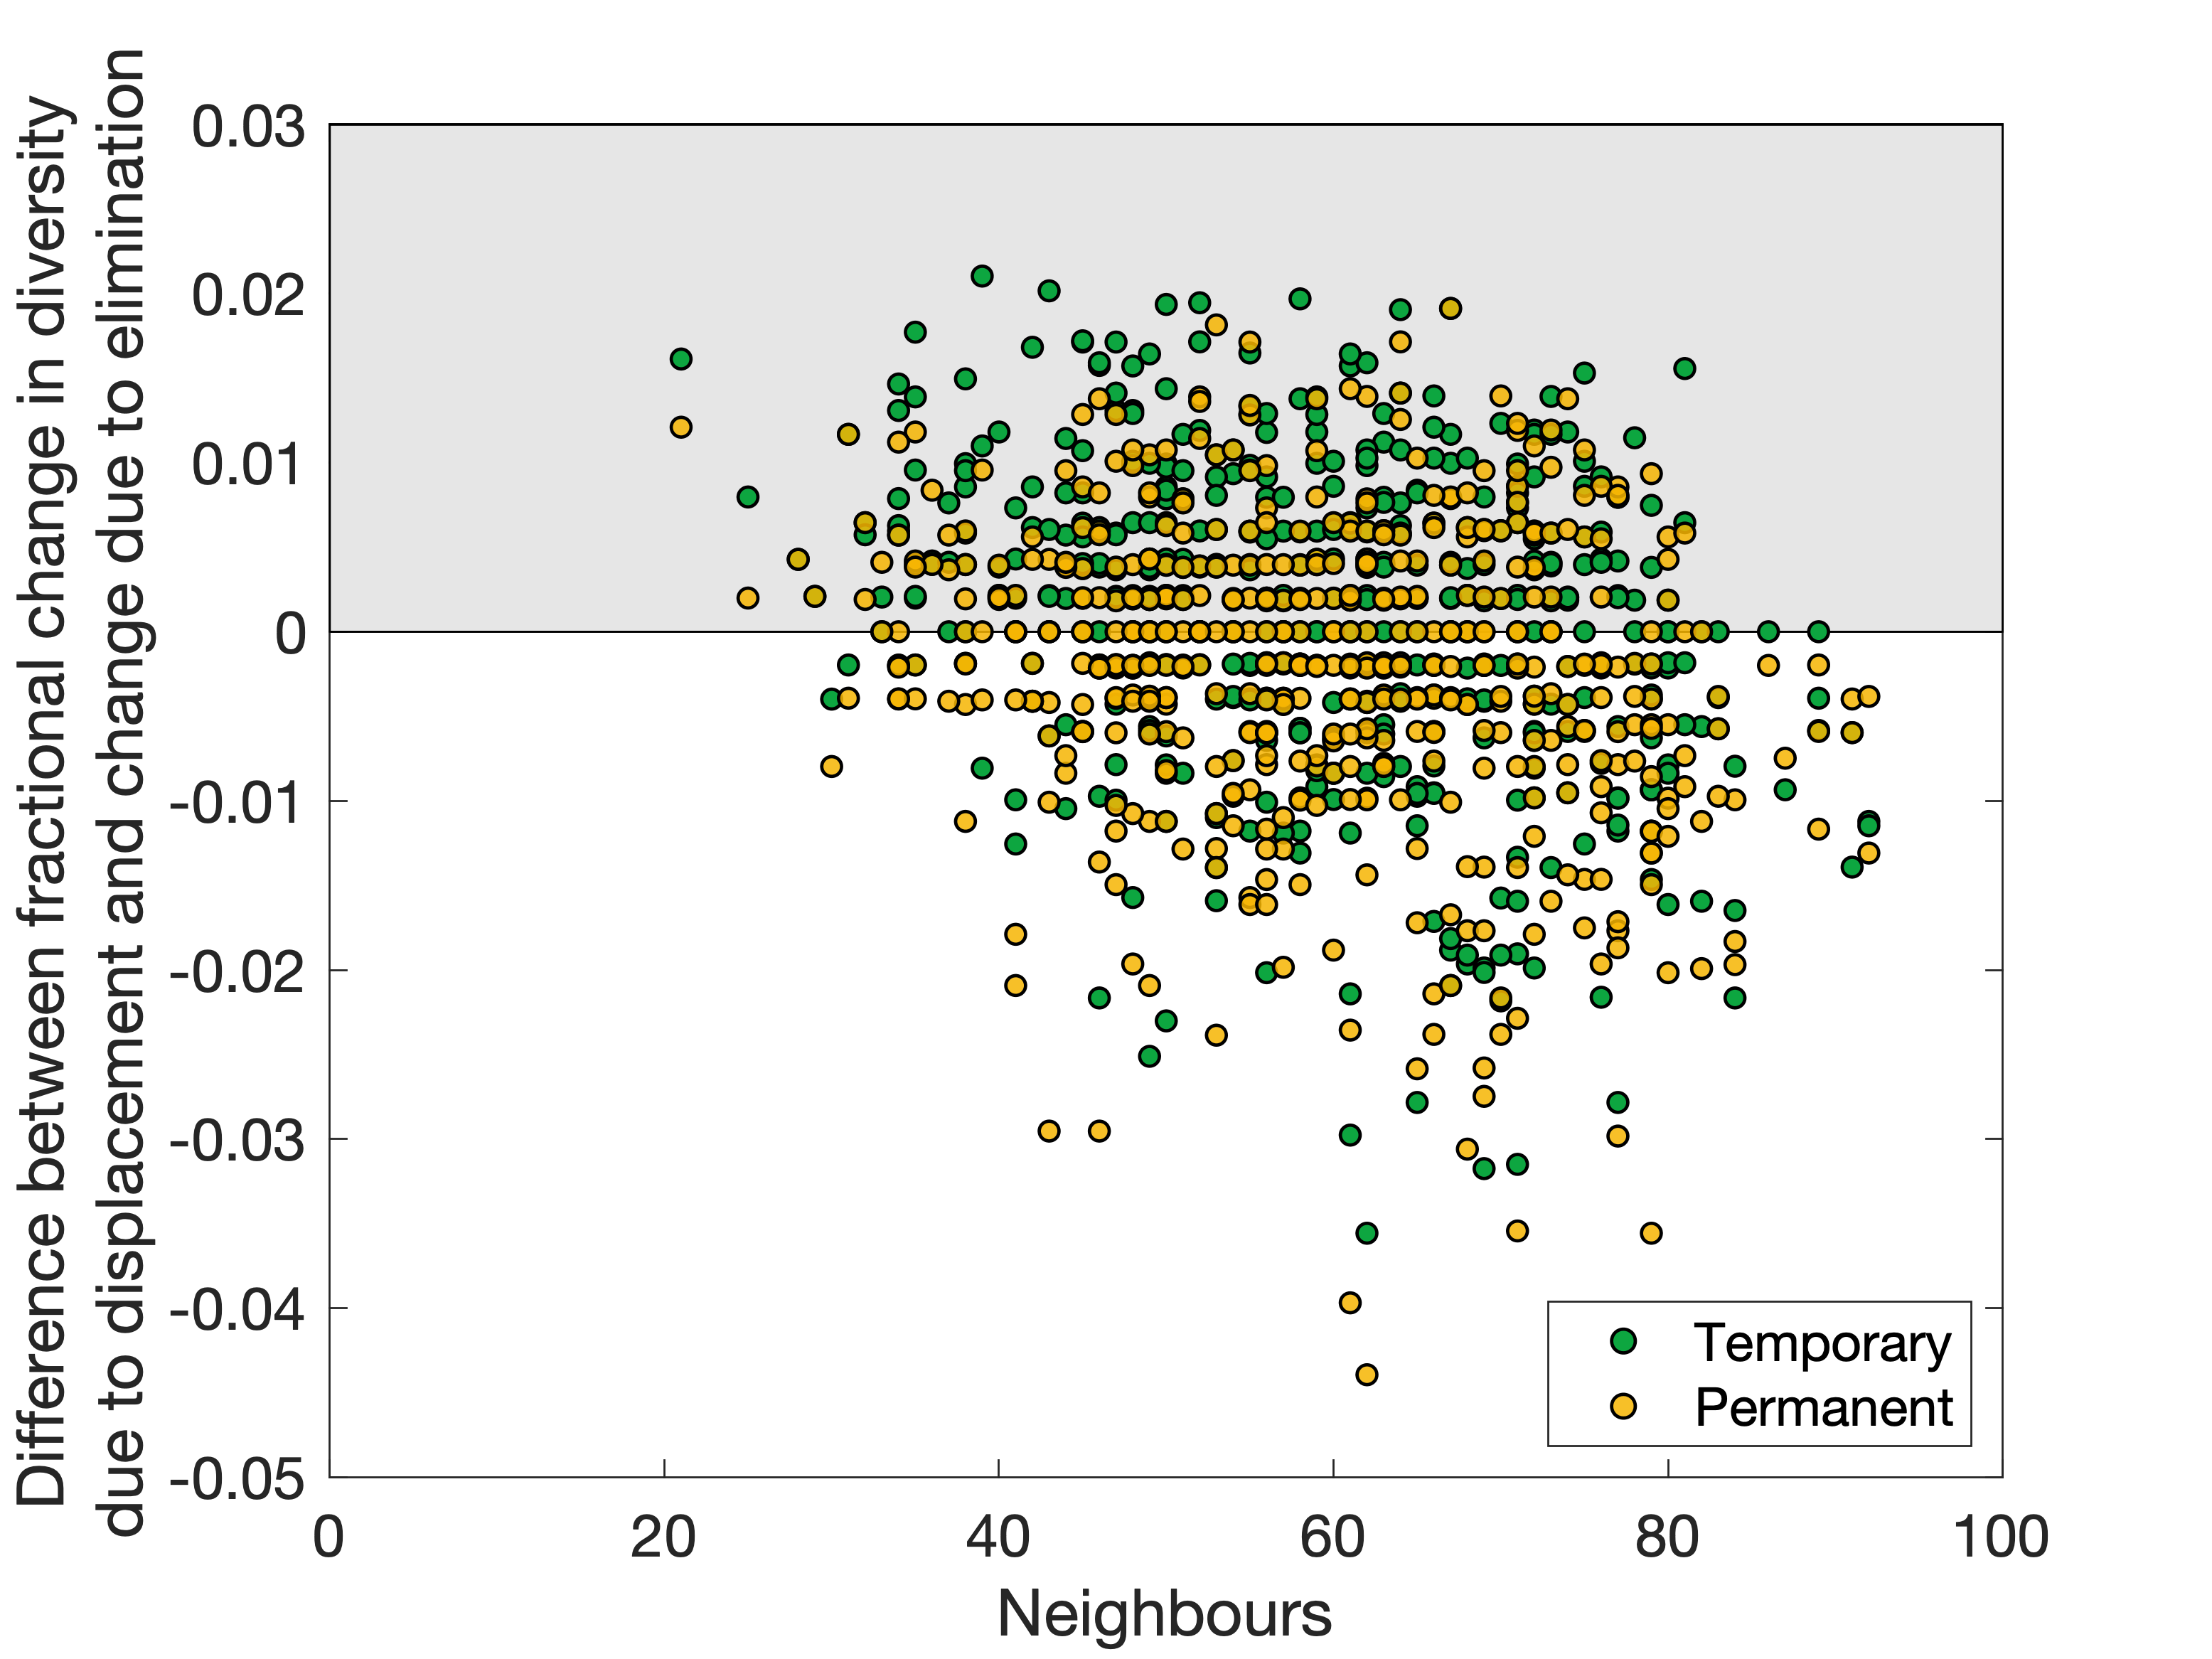 Difference between fractional change in diversity
due to displacement and change due to elimination
0.03
0.02
0.01
0
-0.01
-0.02
-0.03
-0.04
-0.05
0 20 40 60 80 100
Neighbours
Temporary
Permanent